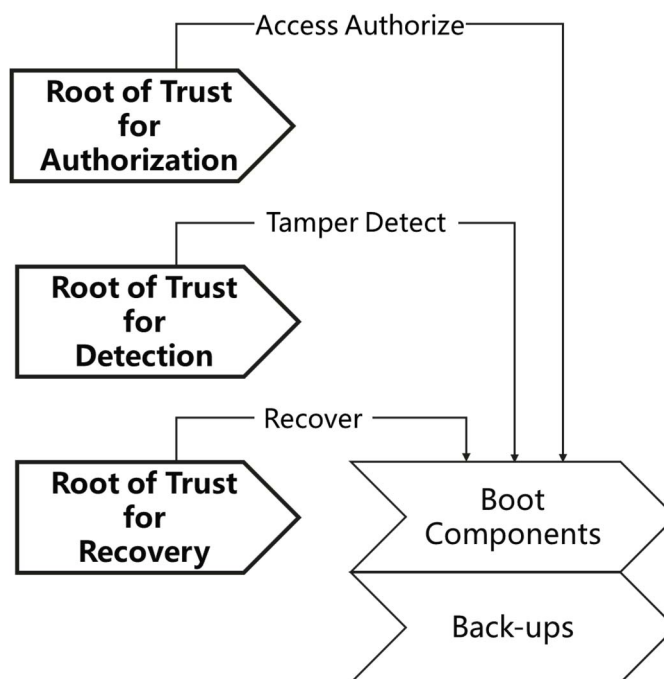 Access Authorize
Root of Trust
for
Authorization
Tamper Detect
Root of Trust
for
Detection
Recover
Root of Trust
for
Recovery
Boot
Components
Back-ups